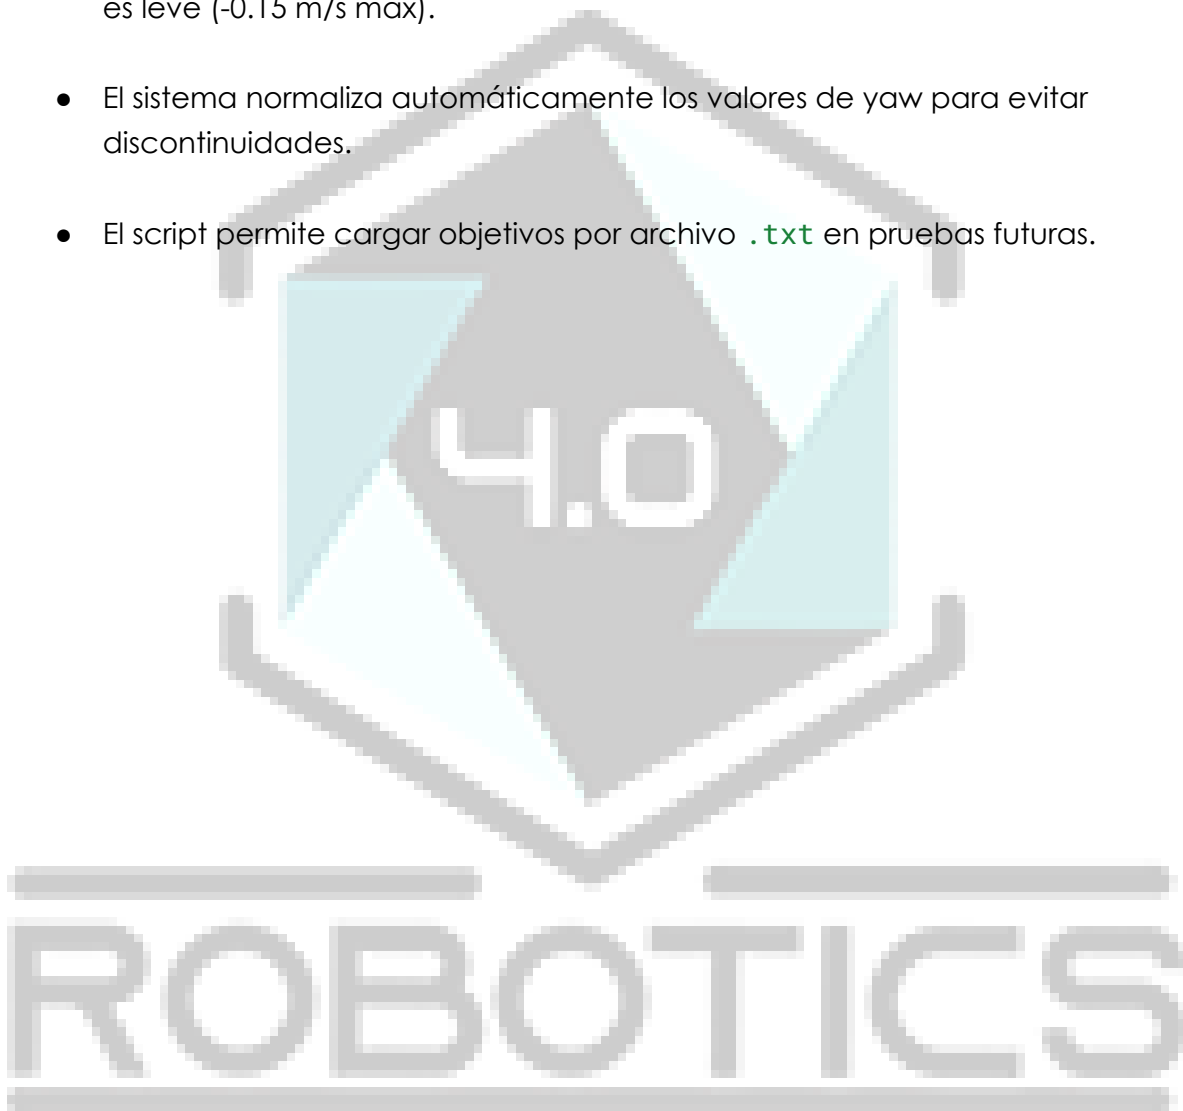 es leve (-0.15 m/s máx).
● El sistema normaliza automáticamente los valores de yaw para evitar
discontinuidades.
● El script permite cargar objetivos por archivo .txt en pruebas futuras.
4.0
ROBOTICS